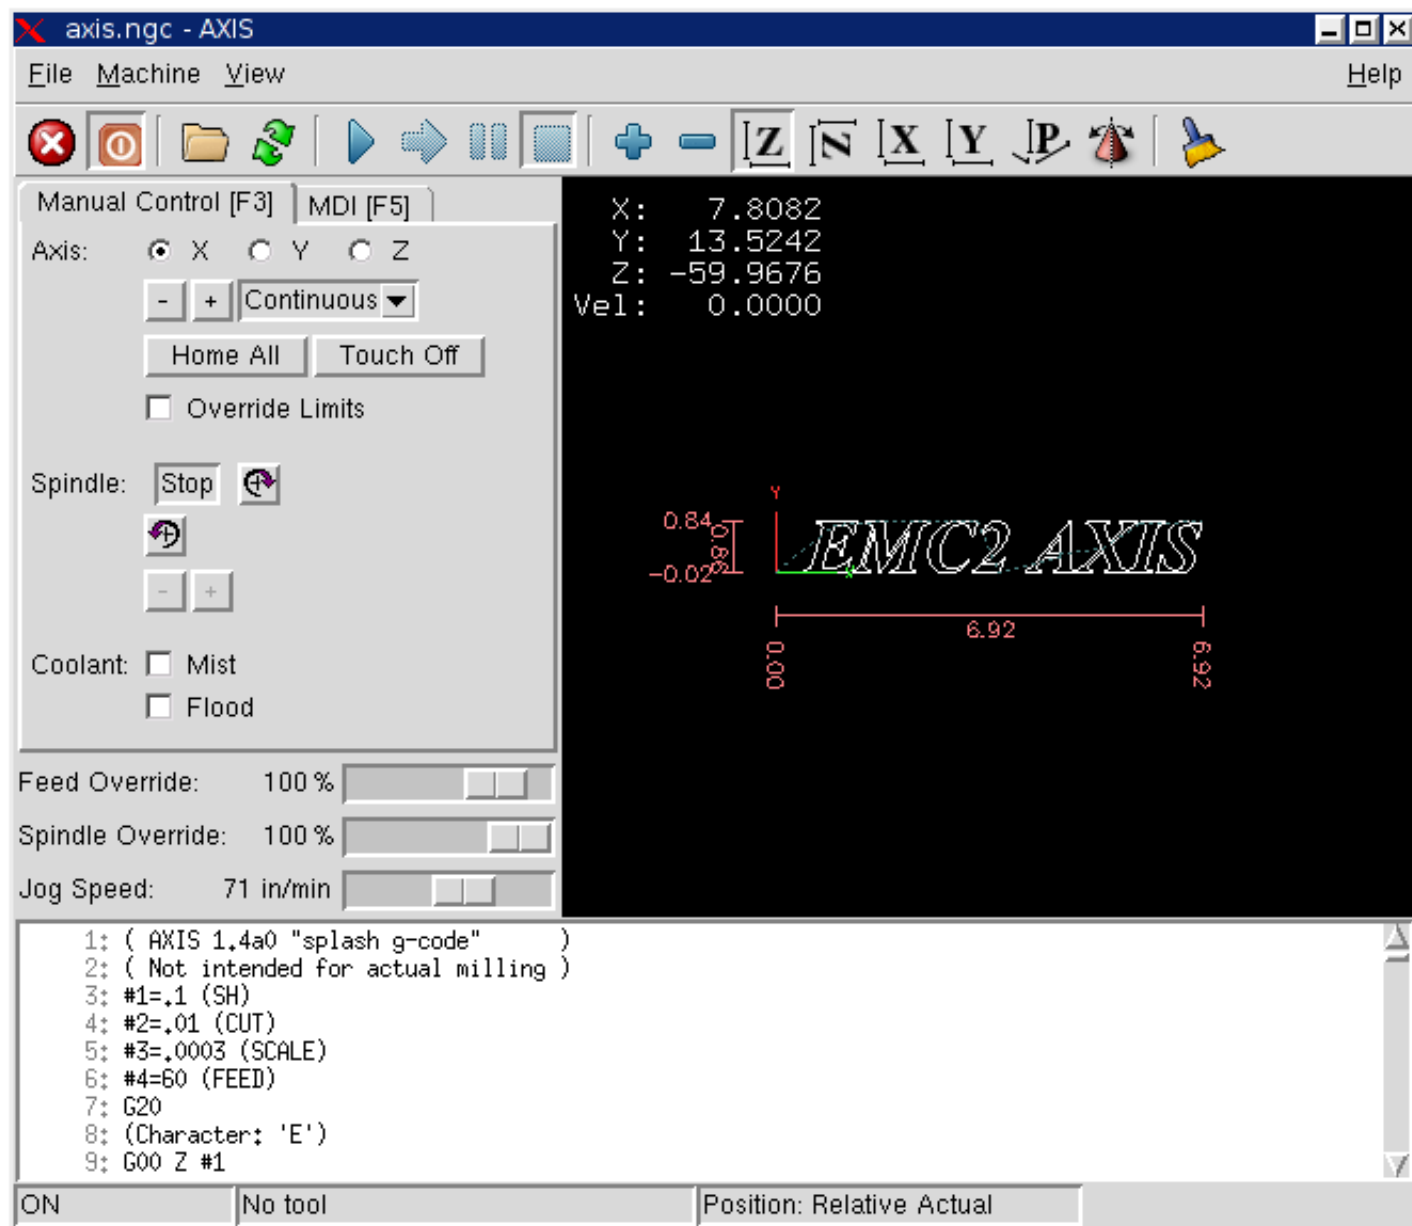 axis.ngc - AXIS
File Machine View Help
Z N X Y P
Manual Control [F3] MDI [F5]
Axis: X Y Z
- + Continuous
Home All Touch Off
Override Limits
Spindle: Stop
- +
Coolant: Mist
Flood
Feed Override: 100 %
Spindle Override: 100 %
Jog Speed: 71 in/min
X: 7.8082
Y: 13.5242
Z: -59.9676
Vel: 0.0000
Y
0.84
0.86
-0.02
EMC2 AXIS
X
6.92
0.00
6.92
1: ( AXIS 1.4a0 "splash g-code" )
2: ( Not intended for actual milling )
3: #1=.1 (SH)
4: #2=.01 (CUT)
5: #3=.0003 (SCALE)
6: #4=60 (FEED)
7: G20
8: (Character: 'E')
9: G00 Z #1
ON No tool Position: Relative Actual